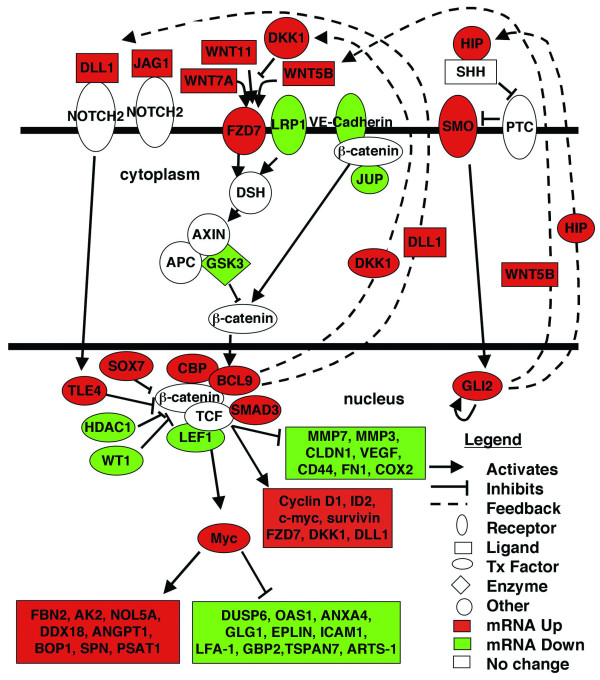 DKK1
HIP
WNT11
DLL1
JAG1
WNT7A
WNT5B
SHH
NOTCH2
NOTCH2
FZD7
LRP1
VE-Cadherin
SMO
PTC
β-catenin
cytoplasm
JUP
DSH
AXIN
APC
GSK3
DKK1
DLL1
HIP
WNT5B
β-catenin
SOX7
CBP
BCL9
TLE4
β-catenin
TCF
SMAD3
nucleus
GLI2
HDAC1
LEF1
WT1
MMP7, MMP3,
CLDN1, VEGF,
CD44, FN1, COX2
Cyclin D1, ID2,
c-myc, survivin
FZD7, DKK1, DLL1
Myc
FBN2, AK2, NOL5A,
DDX18, ANGPT1,
BOP1, SPN, PSAT1
DUSP6, OAS1, ANXA4,
GLG1, EPLIN, ICAM1,
LFA-1, GBP2,TSPAN7, ARTS-1
Legend
Activates
Inhibits
Feedback
Receptor
Ligand
Tx Factor
Enzyme
Other
mRNA Up
mRNA Down
No change